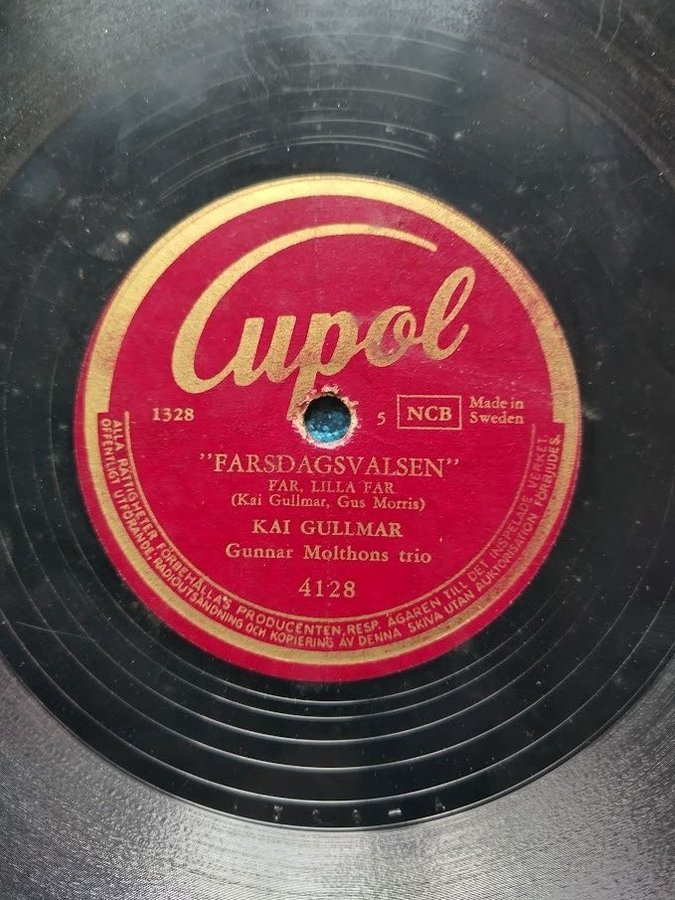 Cupol
1328
5 NCB Made in
Sweden
"FARSDAGSVALSEN"
FAR, LILLA FAR
(Kai Gullmar, Gus Morris)
KAI GULLMAR
Gunnar Molthons trio
4128
ALLA RÄTTIGHETER FÖRBEHÅLLAS PRODUCENTEN, RESP. ÄGAREN TILL DET INSPELADE VERKET.
OFFENTLIGT UTFÖRANDE, RADIOUTSÄNDNING OCH KOPIERING AV DENNA SKIVA UTAN AUKTORISATION FÖRBJUDES.